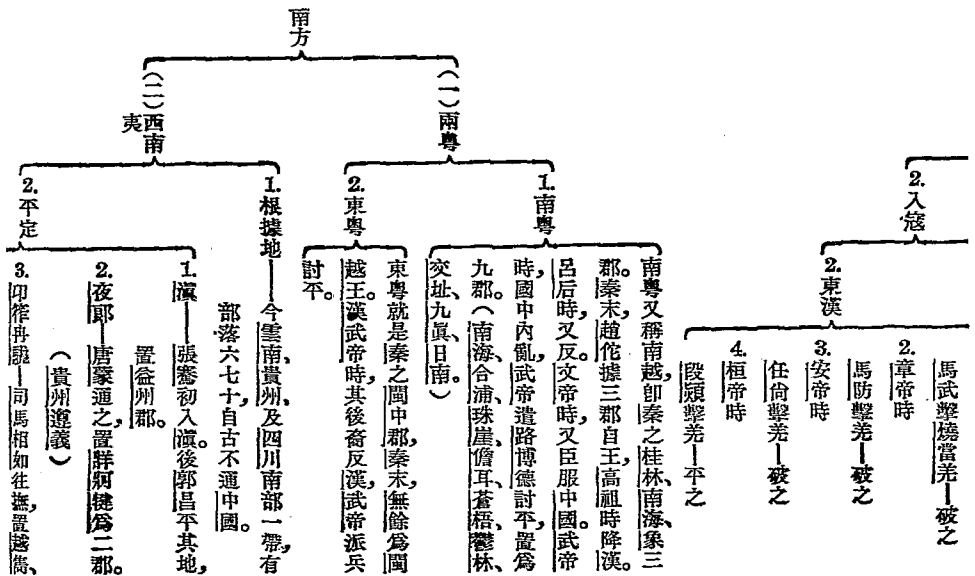 2.入寇
2.東漢
馬武擊燒當羌—破之
2.章帝時
馬防擊羌—破之
3.安帝時
任尚擊羌—破之
4.桓帝時
段熲擊羌—平之
南方
(一)兩粵
1.南粵
南粵又稱南越,卽秦之桂林、南海、象三
郡。秦末,趙佗據三郡自王,高祖時降漢。
呂后時,又反。文帝時,又臣服中國。武帝
時,國中內亂,武帝遣路博德討平,置爲
九郡。(南海、合浦、珠崖、儋耳、蒼梧、鬱林、
交址、九眞、日南。
2.東粵
東粵就是秦之閩中郡,秦末,無餘爲閩
越王。漢武帝時,其後裔反漢,武帝派兵
討平。
(二)西南
夷
1.根據地——今雲南、貴州、及四川南部一帶,有
部落六七十,自古不通中國。
2.平定
1.滇——張騫初入滇。後郭昌平其地,
置益州郡。
2.夜郎—唐蒙通之,置牂牁犍爲二郡。
(貴州遵義)
3.卭筰冉駹—司馬相如往撫,置越巂、